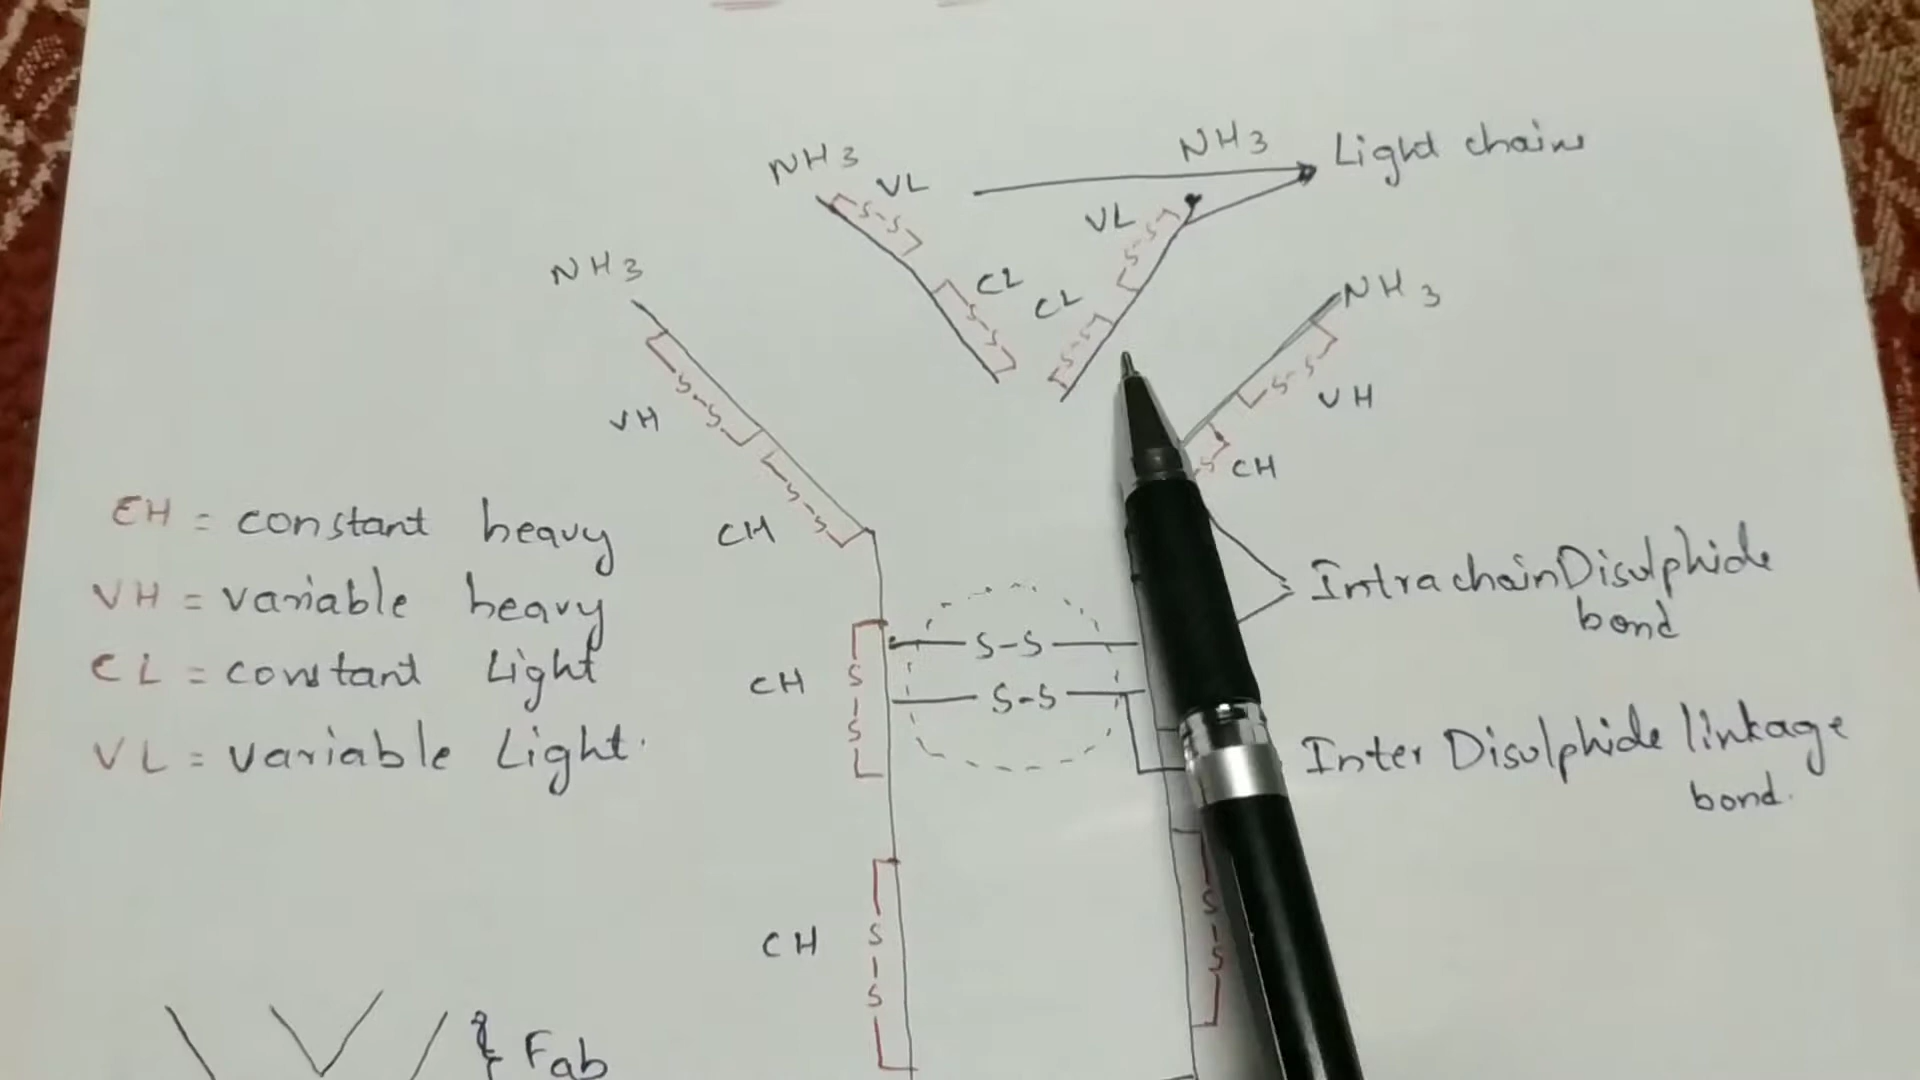 NH3
Light chains
NH3
VL
VL
S-S
S-S
NH3
CL
CL
NH3
S-S
S-S
S-S
VH
S-S
VH
S
CH
S-S
CH
CH = constant heavy
VH = variable heavy
CL = constant Light
VL = variable Light.
Intrachain Disulphide
bond
S-S
CH
S-S
S-S
Inter Disulphide linkage
bond.
CH
S-S
S-S
Fab